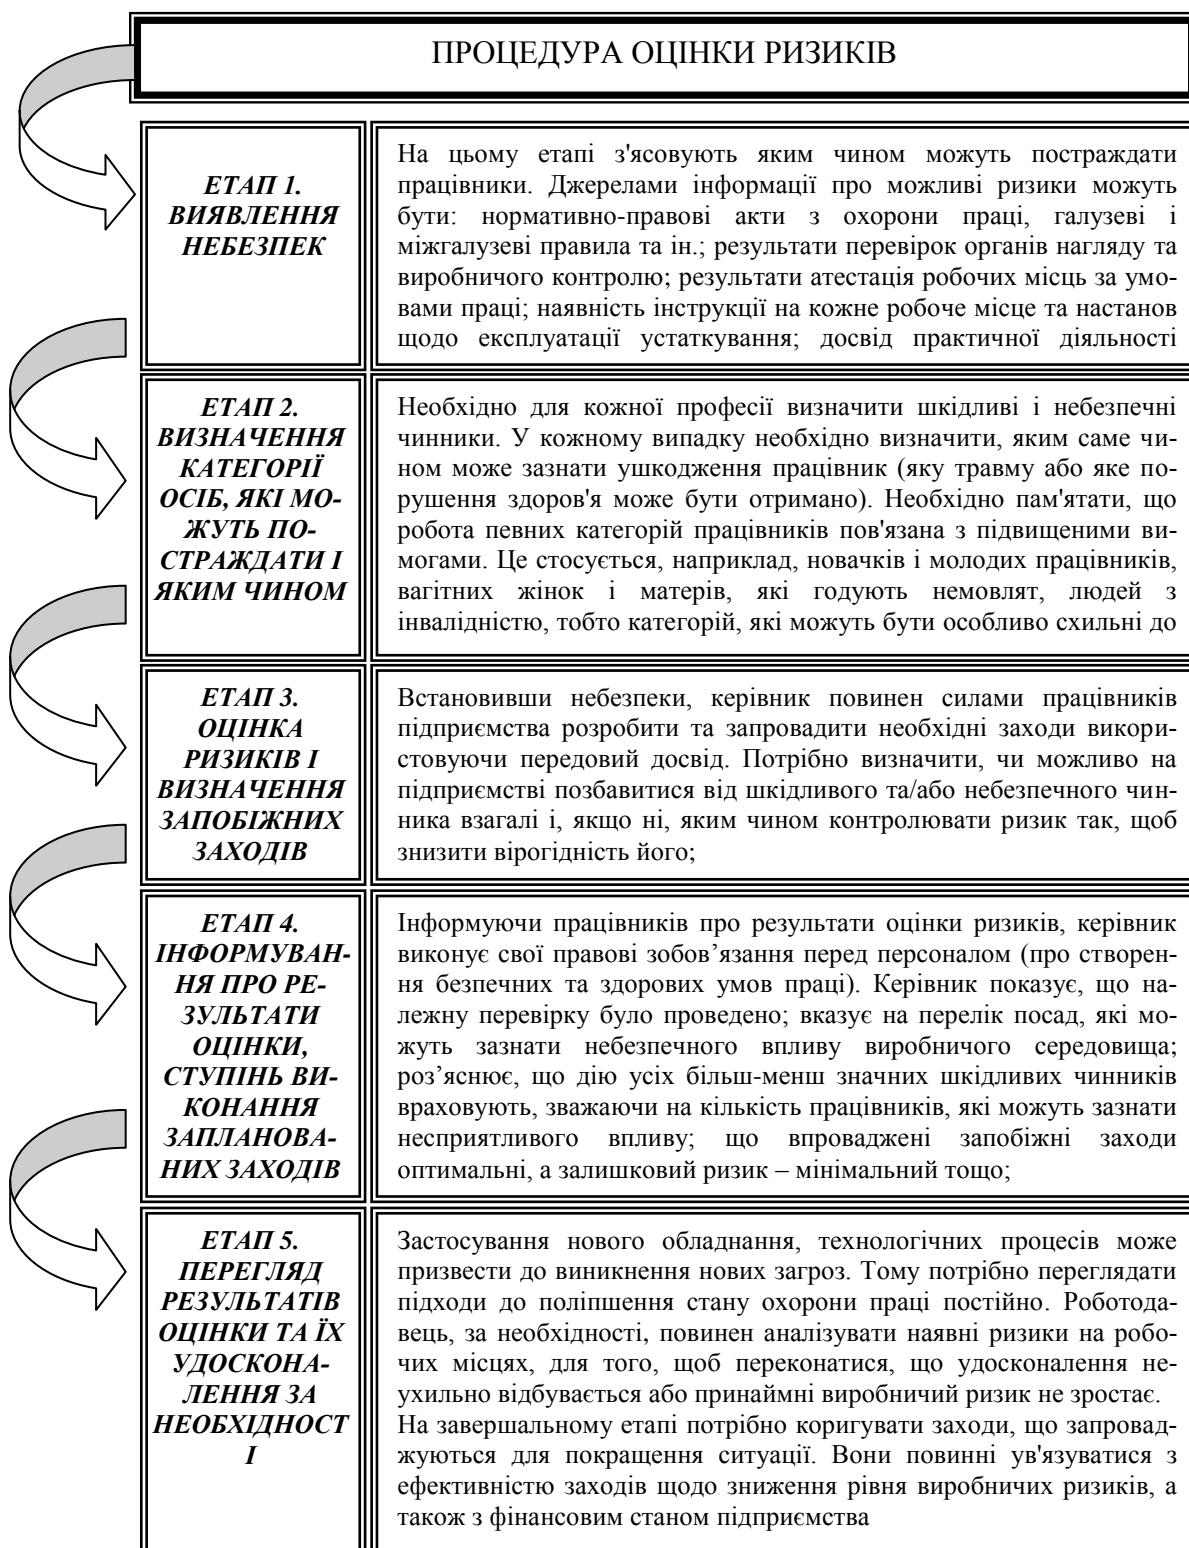 ПРОЦЕДУРА ОЦІНКИ РИЗИКІВ
ЕТАП 1.
ВИЯВЛЕННЯ
НЕБЕЗПЕК
На цьому етапі з'ясовують яким чином можуть постраждати
працівники. Джерелами інформації про можливі ризики можуть
бути: нормативно-правові акти з охорони праці, галузеві і
міжгалузеві правила та ін.; результати перевірок органів нагляду та
виробничого контролю; результати атестація робочих місць за умо-
вами праці; наявність інструкції на кожне робоче місце та настанов
щодо експлуатації устаткування; досвід практичної діяльності
ЕТАП 2.
ВИЗНАЧЕННЯ
КАТЕГОРІЇ
ОСІБ, ЯКІ МО-
ЖУТЬ ПО-
СТРАЖДАТИ І
ЯКИМ ЧИНОМ
Необхідно для кожної професії визначити шкідливі і небезпечні
чинники. У кожному випадку необхідно визначити, яким саме чи-
ном може зазнати ушкодження працівник (яку травму або яке по-
рушення здоров'я може бути отримано). Необхідно пам'ятати, що
робота певних категорій працівників пов'язана з підвищеними ви-
могами. Це стосується, наприклад, новачків і молодих працівників,
вагітних жінок і матерів, які годують немовлят, людей з
інвалідністю, тобто категорій, які можуть бути особливо схильні до
ЕТАП 3.
ОЦІНКА
РИЗИКІВ І
ВИЗНАЧЕННЯ
ЗАПОБІЖНИХ
ЗАХОДІВ
Встановивши небезпеки, керівник повинен силами працівників
підприємства розробити та запровадити необхідні заходи викори-
стовуючи передовий досвід. Потрібно визначити, чи можливо на
підприємстві позбавитися від шкідливого та/або небезпечного чин-
ника взагалі і, якщо ні, яким чином контролювати ризик так, щоб
знизити вірогідність його;
ЕТАП 4.
ІНФОРМУВАН-
НЯ ПРО РЕ-
ЗУЛЬТАТИ
ОЦІНКИ,
СТУПІНЬ ВИ-
КОНАННЯ
ЗАПЛАНОВА-
НИХ ЗАХОДІВ
Інформуючи працівників про результати оцінки ризиків, керівник
виконує свої правові зобов’язання перед персоналом (про створен-
ня безпечних та здорових умов праці). Керівник показує, що на-
лежну перевірку було проведено; вказує на перелік посад, які мо-
жуть зазнати небезпечного впливу виробничого середовища;
роз’яснює, що дію усіх більш-менш значних шкідливих чинників
враховують, зважаючи на кількість працівників, які можуть зазнати
несприятливого впливу; що впроваджені запобіжні заходи
оптимальні, а залишковий ризик – мінімальний тощо;
ЕТАП 5.
ПЕРЕГЛЯД
РЕЗУЛЬТАТІВ
ОЦІНКИ ТА ЇХ
УДОСКОНА-
ЛЕННЯ ЗА
НЕОБХІДНОСТ
І
Застосування нового обладнання, технологічних процесів може
призвести до виникнення нових загроз. Тому потрібно переглядати
підходи до поліпшення стану охорони праці постійно. Роботода-
вець, за необхідності, повинен аналізувати наявні ризики на робо-
чих місцях, для того, щоб переконатися, що удосконалення не-
ухильно відбувається або принаймні виробничий ризик не зростає.
На завершальному етапі потрібно коригувати заходи, що запровад-
жуються для покращення ситуації. Вони повинні ув'язуватися з
ефективністю заходів щодо зниження рівня виробничих ризиків, а
також з фінансовим станом підприємства